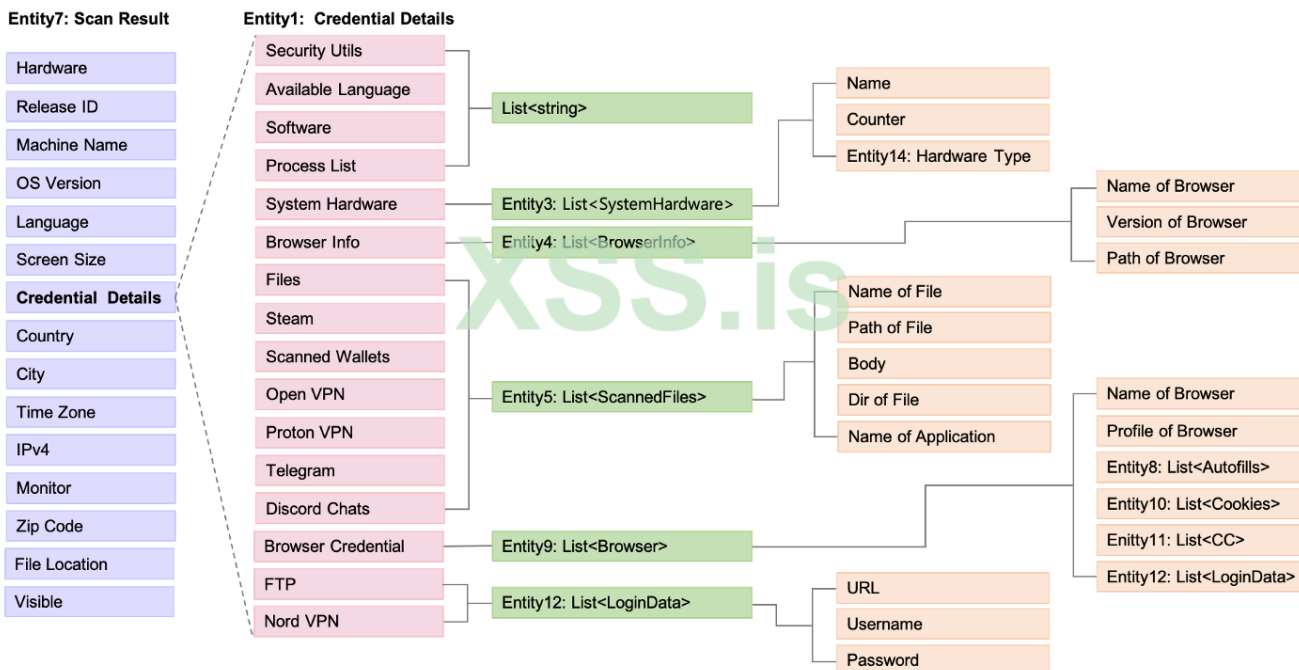 Entity7: Scan Result
Hardware
Release ID
Machine Name
OS Version
Language
Screen Size
Credential Details
Country
City
Time Zone
IPv4
Monitor
Zip Code
File Location
Visible
Entity1: Credential Details
Security Utils
Available Language
Software
Process List
System Hardware
Browser Info
Files
Steam
Scanned Wallets
Open VPN
Proton VPN
Telegram
Discord Chats
Browser Credential
FTP
Nord VPN
List<string>
Entity3: List<SystemHardware>
Entity4: List<BrowserInfo>
Entity5: List<ScannedFiles>
Entity9: List<Browser>
Entity12: List<LoginData>
Name
Counter
Entity14: Hardware Type
Name of File
Path of File
Body
Dir of File
Name of Application
URL
Username
Password
Name of Browser
Version of Browser
Path of Browser
Name of Browser
Profile of Browser
Entity8: List<Autofills>
Entity10: List<Cookies>
Enitty11: List<CC>
Entity12: List<LoginData>
XSS.is